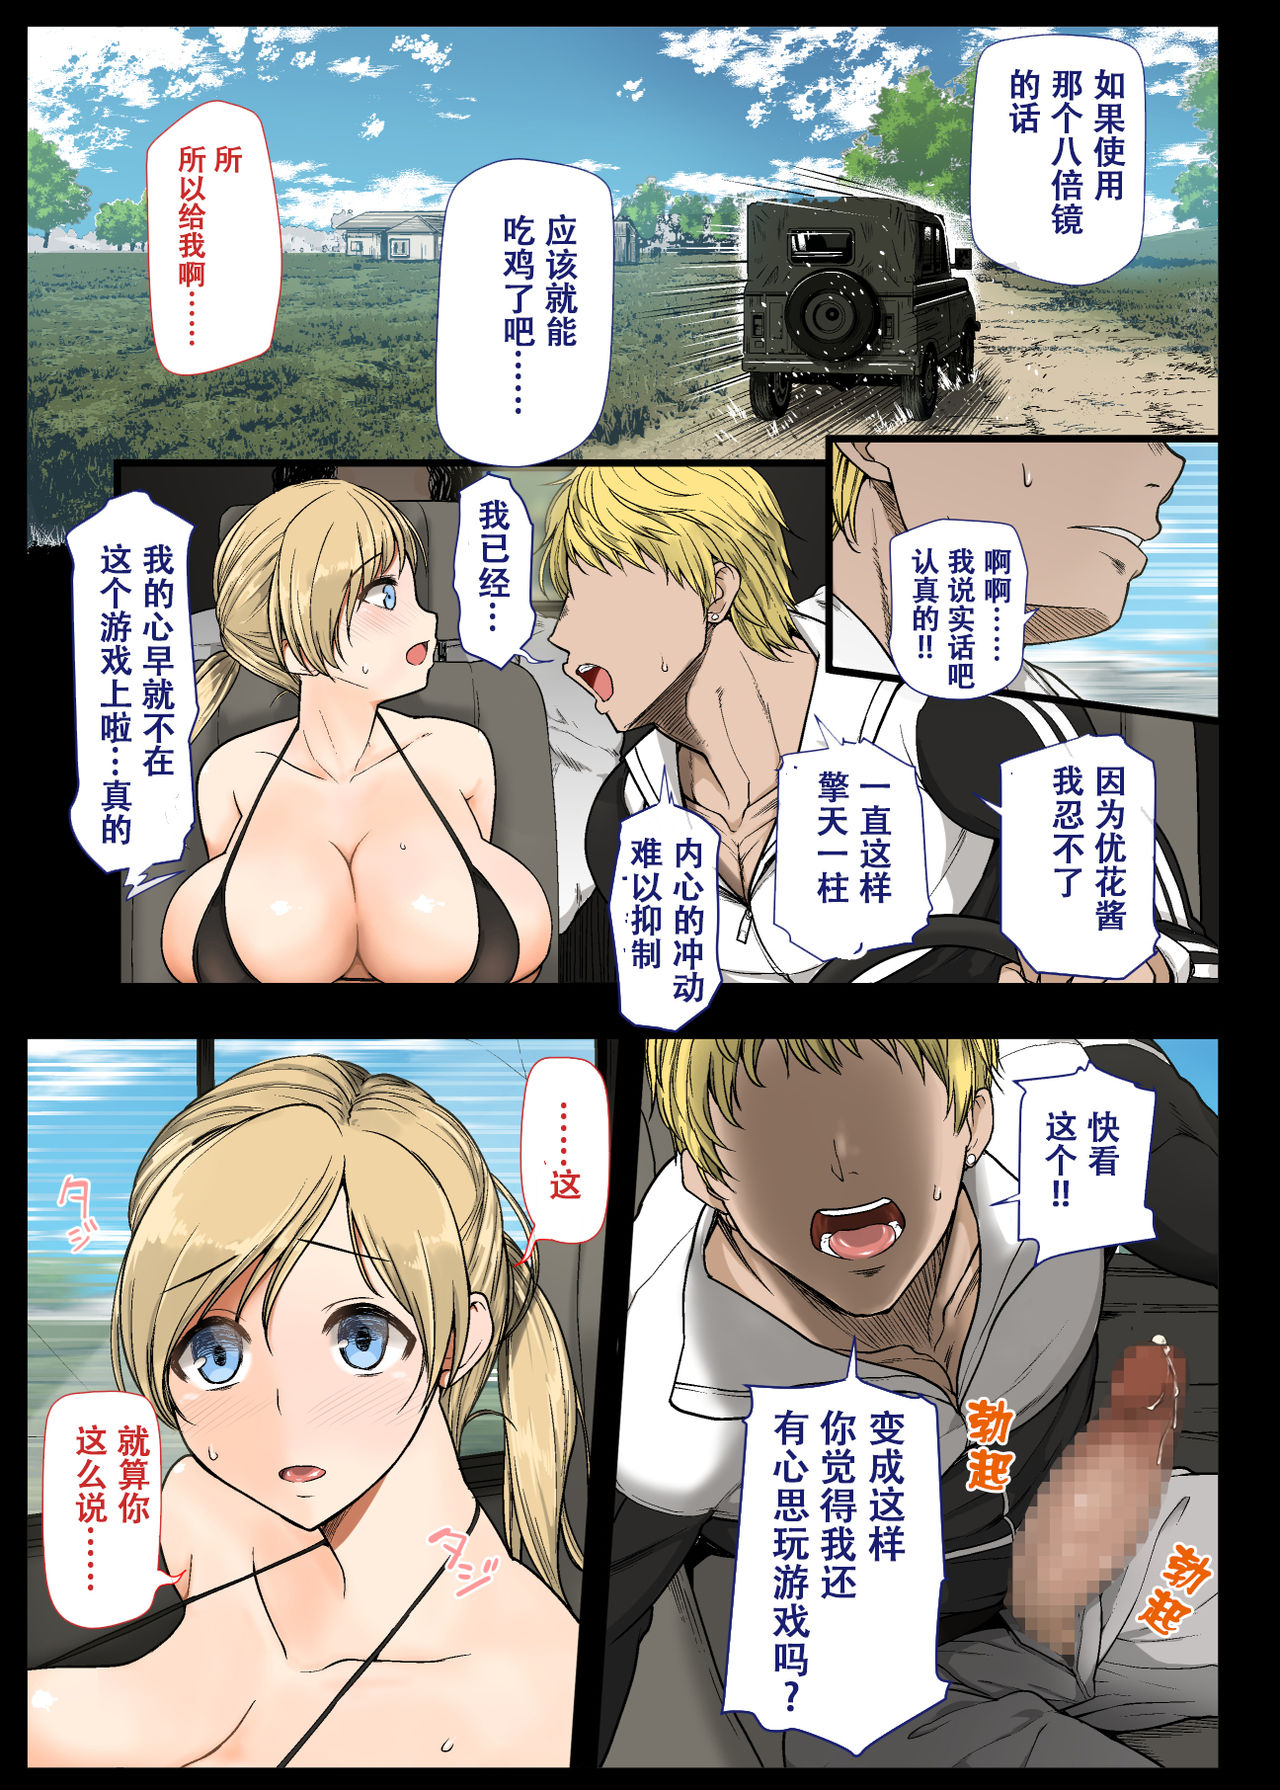 如果使用
那个八倍镜
的话
应该就能
吃鸡了吧……
所
所以给我啊……
啊啊……
我说实话吧
认真的!!
因为优花酱
我忍不了
一直这样
擎天一柱
内心的冲动
难以抑制
我已经…
我的心早就不在
这个游戏上啦…真的
快看
这个!!
勃起
勃起
变成这样
你觉得我还
有心思玩游戏吗?
……这
タジ
就算你
这么说……
タジ